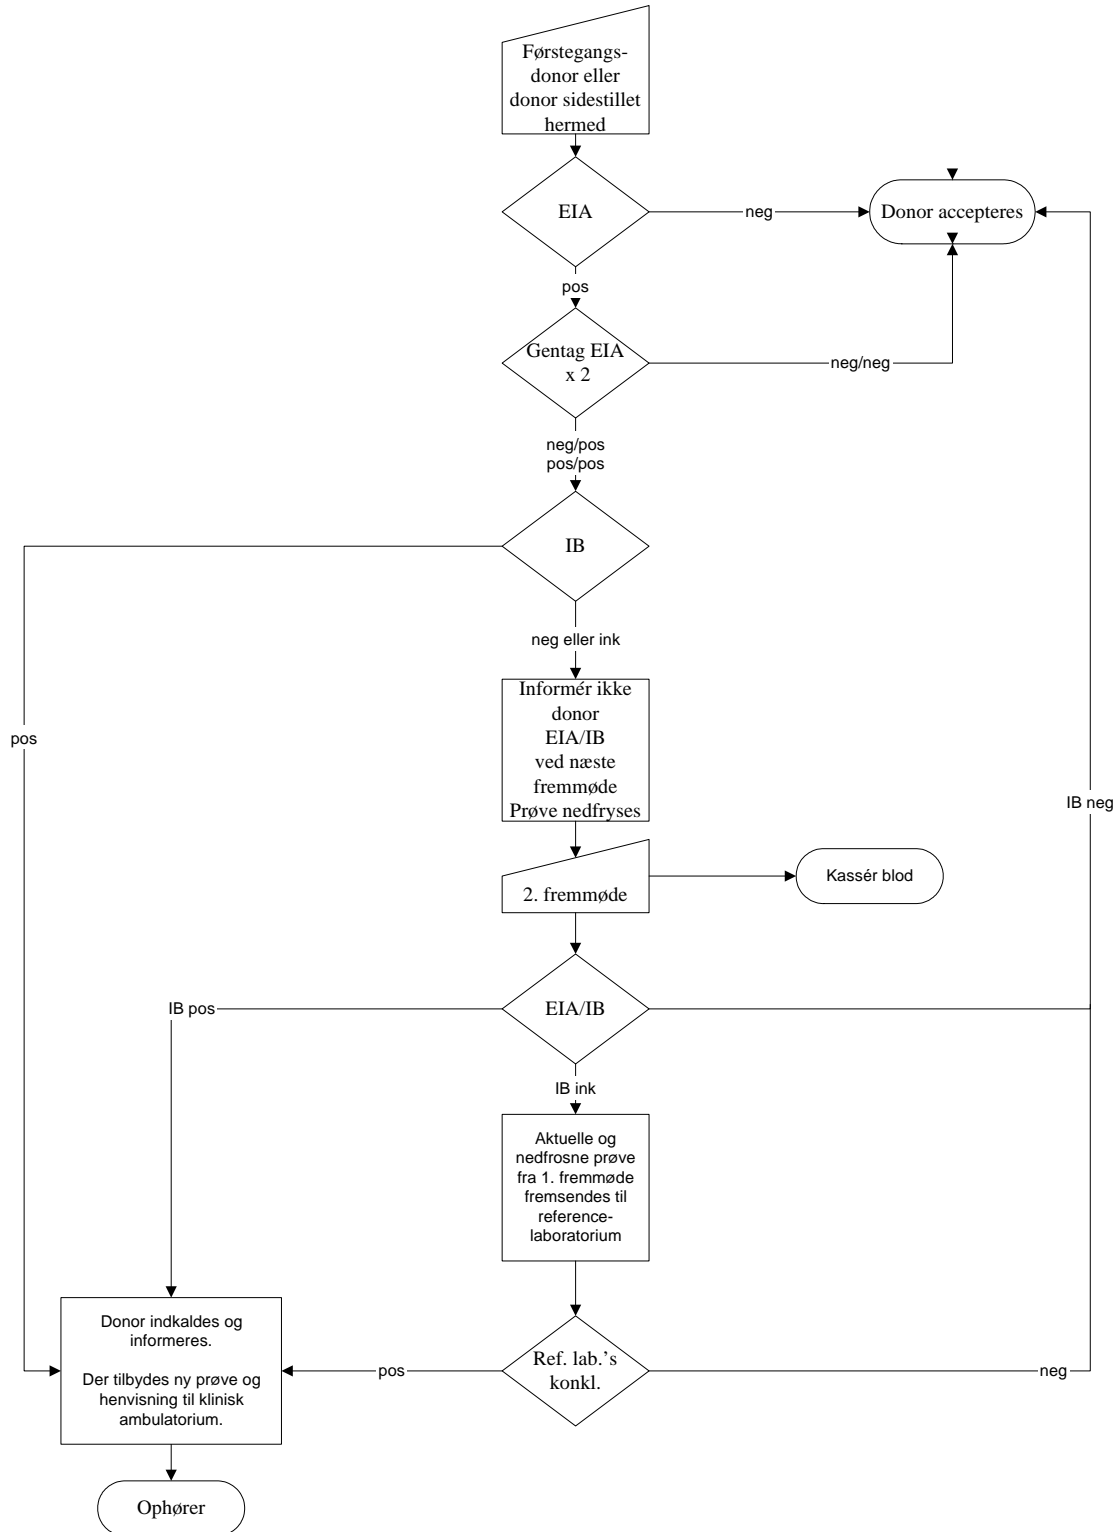 Førstegangs-
donor eller
donor sidestillet
hermed
EIA
neg
Donor accepteres
pos
Gentag EIA
x 2
neg/neg
neg/pos
pos/pos
IB
neg eller ink
pos
Informér ikke
donor
EIA/IB
ved næste
fremmøde
Prøve nedfryses
IB neg
2. fremmøde
Kassér blod
IB pos
EIA/IB
IB ink
Aktuelle og
nedfrosne prøve
fra 1. fremmøde
fremsendes til
reference-
laboratorium
Donor indkaldes og
informeres.
Der tilbydes ny prøve og
henvisning til klinisk
ambulatorium.
pos
Ref. lab.'s
konkl.
neg
Ophører